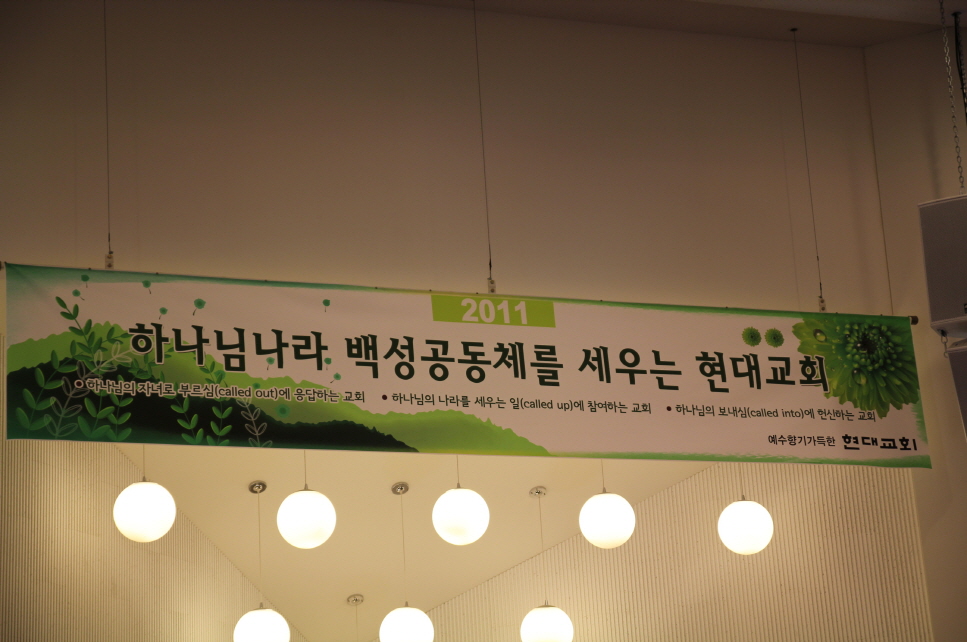 2011
하나님나라 백성공동체를 세우는 현대교회
• 하나님의 자녀로 부르심(called out)에 응답하는 교회 • 하나님의 나라를 세우는 일(called up)에 참여하는 교회 • 하나님의 보내심(called into)에 헌신하는 교회
예수향기가득한 현대교회